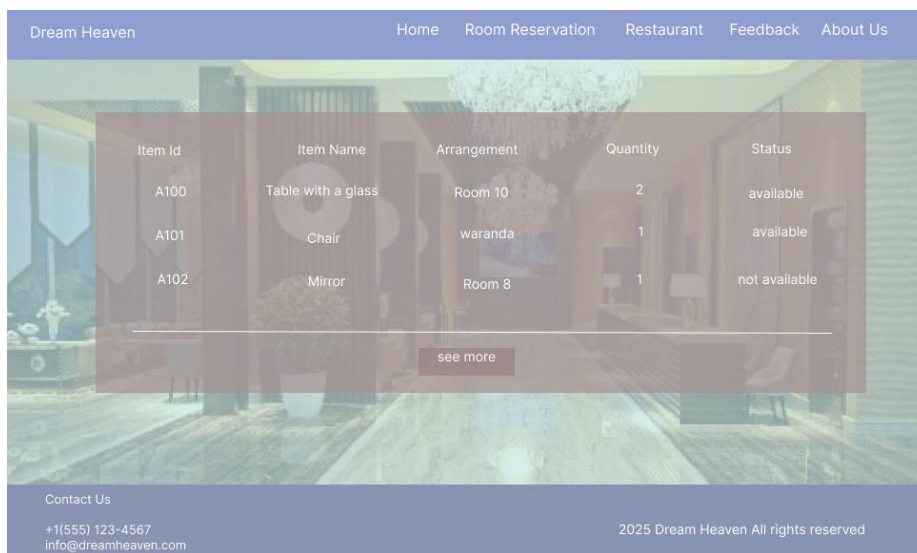 Dream Heaven Home Room Reservation Restaurant Feedback About Us
Item Id Item Name Arrangement Quantity Status
A100 Table with a glass Room 10 2 available
A101 Chair waranda 1 available
A102 Mirror Room 8 1 not available
see more
Contact Us
+1(555) 123-4567
info@dreamheaven.com
2025 Dream Heaven All rights reserved